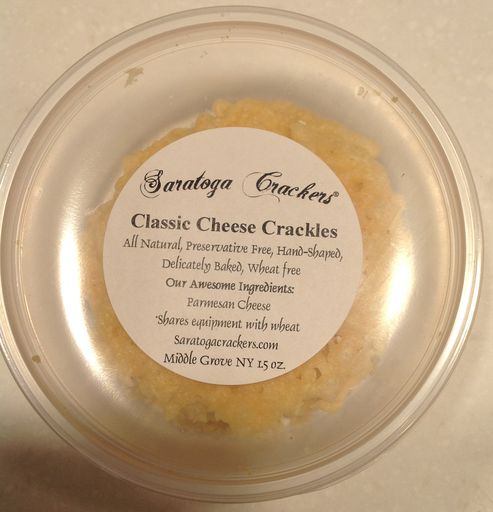 Saratoga Crackers®
Classic Cheese Crackles
All Natural, Preservative Free, Hand-Shaped,
Delicately Baked, Wheat free
Our Awesome Ingredients:
Parmesan Cheese
*Shares equipment with wheat
Saratogacrackers.com
Middle Grove NY 1.5 oz.